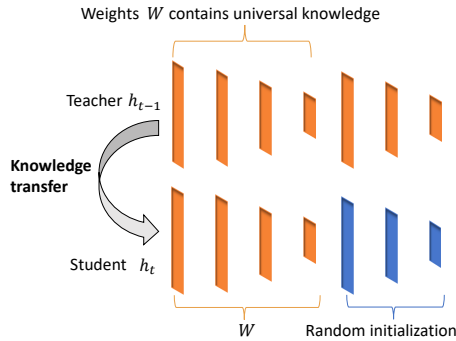 Weights W contains universal knowledge
Teacher h_{t-1}
Knowledge
transfer
Student h_t
W
Random initialization